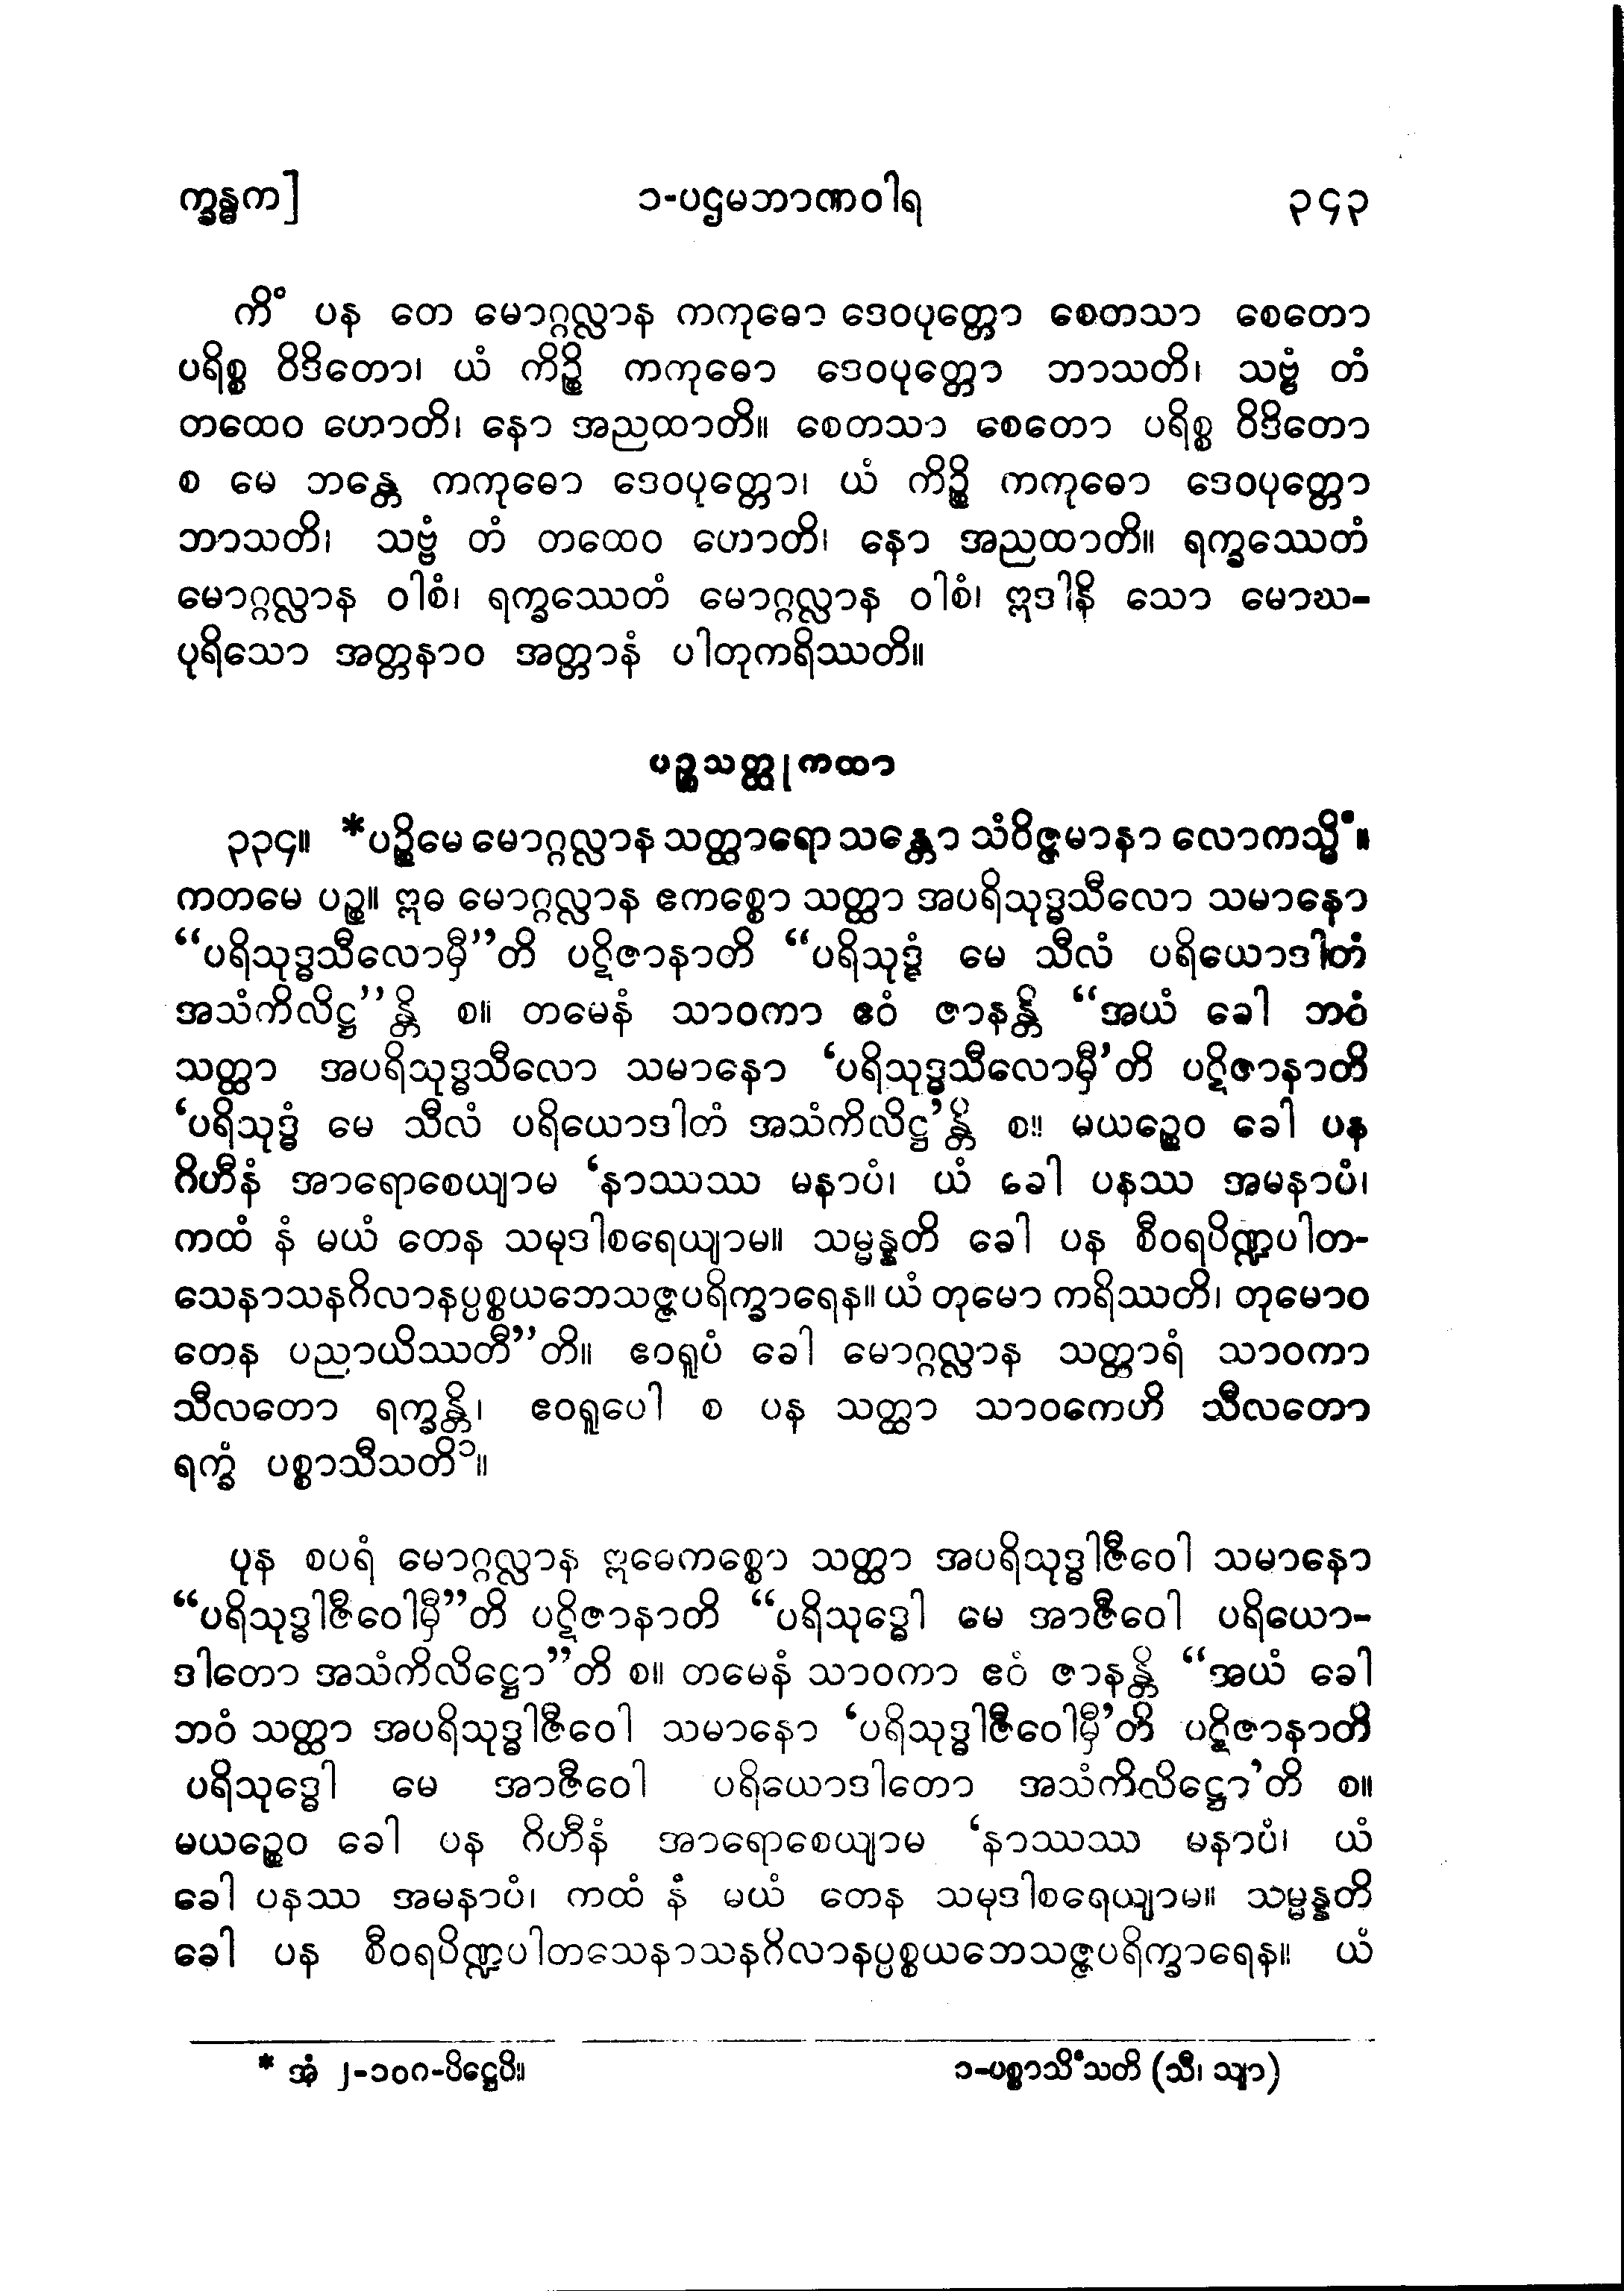 က္ခန္ဓက]
၁-ပဌမဘာဏဝါရ
၃၄၃
ကိံ ပန တေ မောဂ္ဂလ္လာန ကကုဓော ဒေဝပုတ္တော စေတသာ စေတော
ပရိစ္စ ဝိဒိတော၊ ယံ ကိဉ္စိ ကကုဓော ဒေဝပုတ္တော ဘာသတိ၊ သဗ္ဗံ တံ
တထေဝ ဟောတိ၊ နော အညထာတိ။ စေတသာ စေတော ပရိစ္စ ဝိဒိတော
စ မေ ဘန္တေ ကကုဓော ဒေဝပုတ္တော၊ ယံ ကိဉ္စိ ကကုဓော ဒေဝပုတ္တော
ဘာသတိ၊ သဗ္ဗံ တံ တထေဝ ဟောတိ၊ နော အညထာတိ။ ရက္ခဿေတံ
မောဂ္ဂလ္လာန ဝါစံ၊ ရက္ခဿေတံ မောဂ္ဂလ္လာန ဝါစံ၊ ဣဒါနိ သော မောဃ-
ပုရိသော အတ္တနာဝ အတ္တာနံ ပါတုကရိဿတိ။
ပဉ္စသတ္ထုကထာ
၃၃၄။ *ပဉ္စိမေ မောဂ္ဂလ္လာန သတ္ထာရော သန္တော သံဝိဇ္ဇမာနာ လောကသ္မိံ။
ကတမေ ပဉ္စ။ ဣဓ မောဂ္ဂလ္လာန ဧကစ္စော သတ္ထာ အပရိသုဒ္ဓသီလော သမာနော
“ပရိသုဒ္ဓသီလောမှီ”တိ ပဋိဇာနာတိ “ပရိသုဒ္ဓံ မေ သီလံ ပရိယောဒါတံ
အသံကိလိဋ္ဌ”န္တိ စ။ တမေနံ သာဝကာ ဧဝံ ဇာနန္တိ “အယံ ခေါ ဘဝံ
သတ္ထာ အပရိသုဒ္ဓသီလော သမာနော ‘ပရိသုဒ္ဓသီလောမှီ’တိ ပဋိဇာနာတိ
‘ပရိသုဒ္ဓံ မေ သီလံ ပရိယောဒါတံ အသံကိလိဋ္ဌ’န္တိ စ။ မယဉ္စေဝ ခေါ ပန
ဂိဟီနံ အာရောစေယျာမ ‘နာဿဿ မနာပံ၊ ယံ ခေါ ပနဿ အမနာပံ၊
ကထံ နံ မယံ တေန သမုဒါစရေယျာမ။ သမ္မန္နတိ ခေါ ပန စီဝရပိဏ္ဍပါတ-
သေနာသနဂိလာနပ္ပစ္စယဘေသဇ္ဇပရိက္ခာရေန။ ယံ တုမော ကရိဿတိ၊ တုမောဝ
တေန ပညာယိဿတီ”တိ။ ဧဝရူပံ ခေါ မောဂ္ဂလ္လာန သတ္ထာရံ သာဝကာ
သီလတော ရက္ခန္တိ၊ ဧဝရူပေါ စ ပန သတ္ထာ သာဝကေဟိ သီလတော
ရက္ခံ ပစ္စာသီသတိ၁။
ပုန စပရံ မောဂ္ဂလ္လာန ဣဓေကစ္စော သတ္ထာ အပရိသုဒ္ဓါဇီဝေါ သမာနော
“ပရိသုဒ္ဓါဇီဝေါမှီ”တိ ပဋိဇာနာတိ “ပရိသုဒ္ဓေါ မေ အာဇီဝေါ ပရိယော-
ဒါတော အသံကိလိဋ္ဌော”တိ စ။ တမေနံ သာဝကာ ဧဝံ ဇာနန္တိ “အယံ ခေါ
ဘဝံ သတ္ထာ အပရိသုဒ္ဓါဇီဝေါ သမာနော ‘ပရိသုဒ္ဓါဇီဝေါမှီ’တိ ပဋိဇာနာတိ
ပရိသုဒ္ဓေါ မေ အာဇီဝေါ ပရိယောဒါတော အသံကိလိဋ္ဌော’တိ စ။
မယဉ္စေဝ ခေါ ပန ဂိဟီနံ အာရောစေယျာမ ‘နာဿဿ မနာပံ၊ ယံ
ခေါ ပနဿ အမနာပံ၊ ကထံ နံ မယံ တေန သမုဒါစရေယျာမ။ သမ္မန္နတိ
ခေါ ပန စီဝရပိဏ္ဍပါတသေနာသနဂိလာနပ္ပစ္စယဘေသဇ္ဇပရိက္ခာရေန။ ယံ
* အံ ၂-၁၀၈-ပိဋ္ဌေပိ။
၁-ပစ္စာသိံသတိ (သီ၊ သျာ)